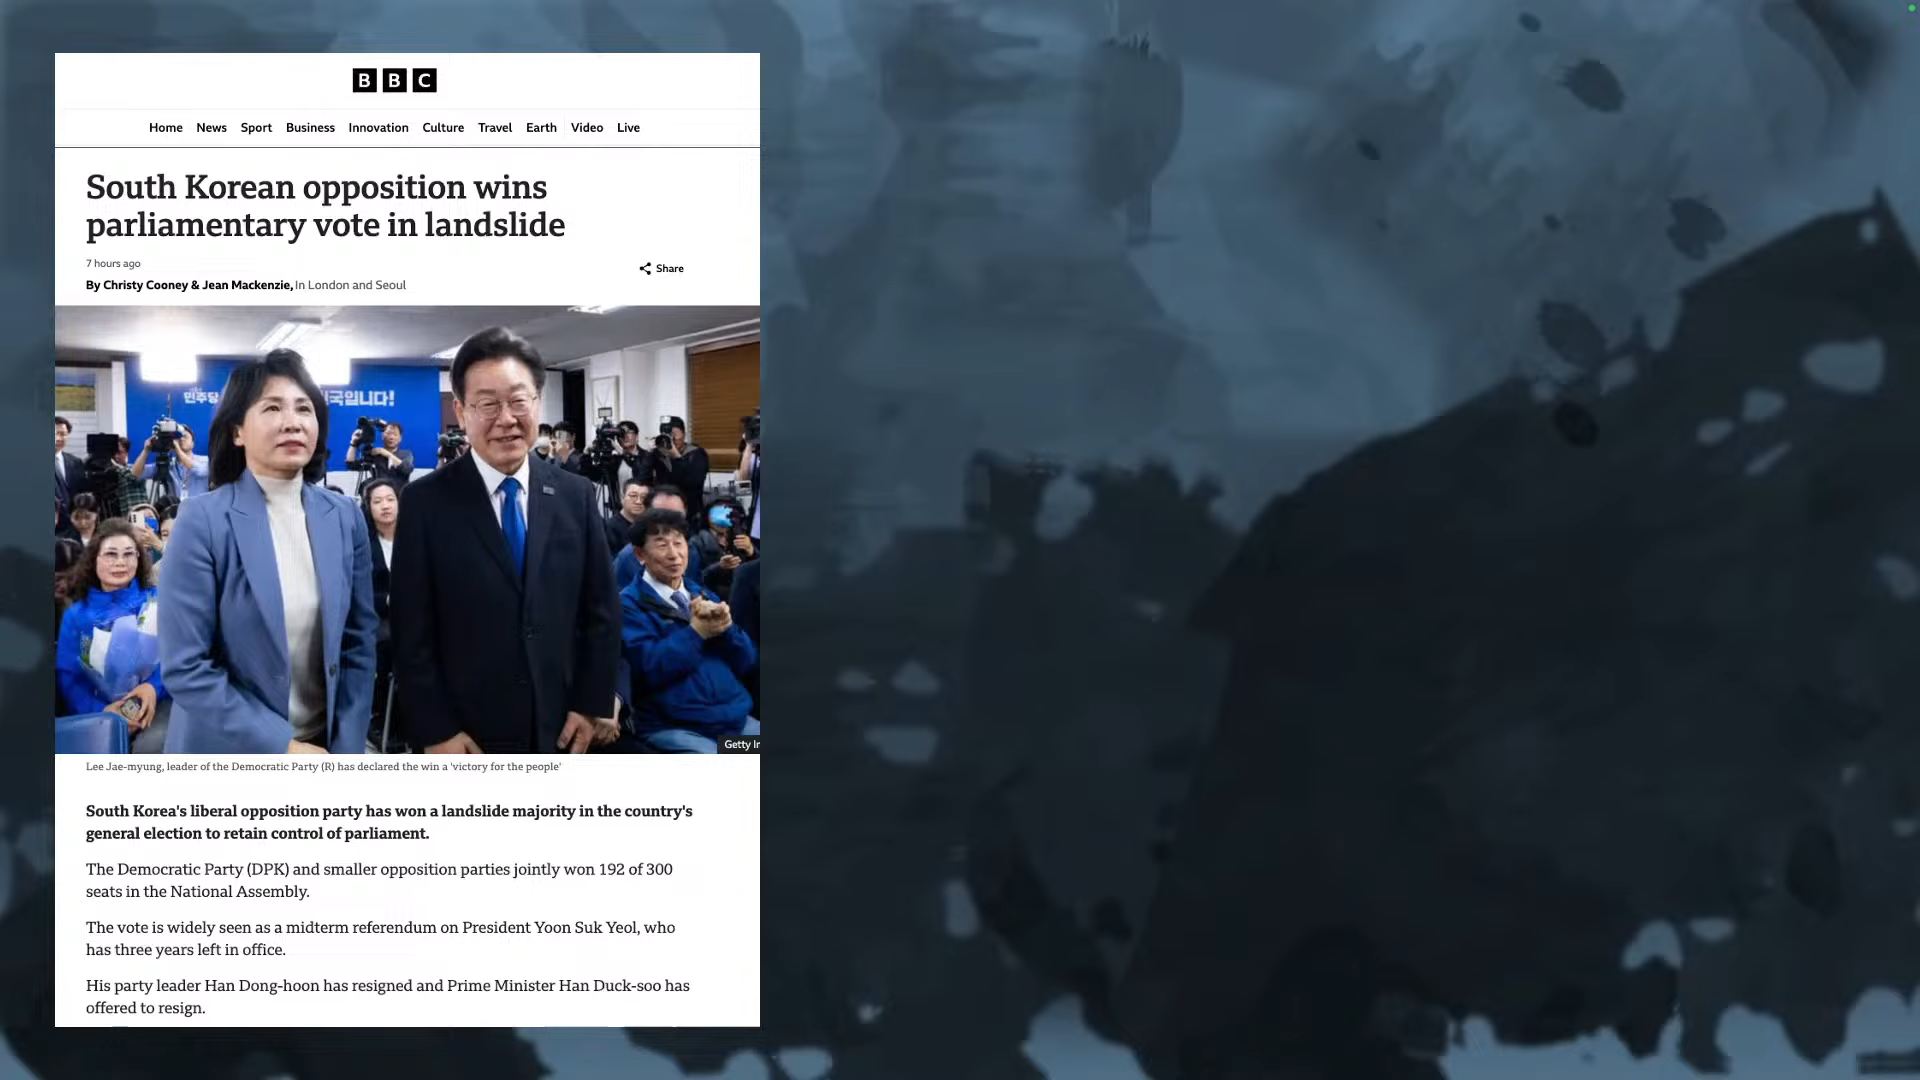 BBC
Home News Sport Business Innovation Culture Travel Earth Video Live
South Korean opposition wins
parliamentary vote in landslide
7 hours ago
Share
By Christy Cooney & Jean Mackenzie, In London and Seoul
민주당
국입니다!
Getty
Lee Jae-myung, leader of the Democratic Party (R) has declared the win a 'victory for the people'
South Korea's liberal opposition party has won a landslide majority in the country's
general election to retain control of parliament.
The Democratic Party (DPK) and smaller opposition parties jointly won 192 of 300
seats in the National Assembly.
The vote is widely seen as a midterm referendum on President Yoon Suk Yeol, who
has three years left in office.
His party leader Han Dong-hoon has resigned and Prime Minister Han Duck-soo has
offered to resign.